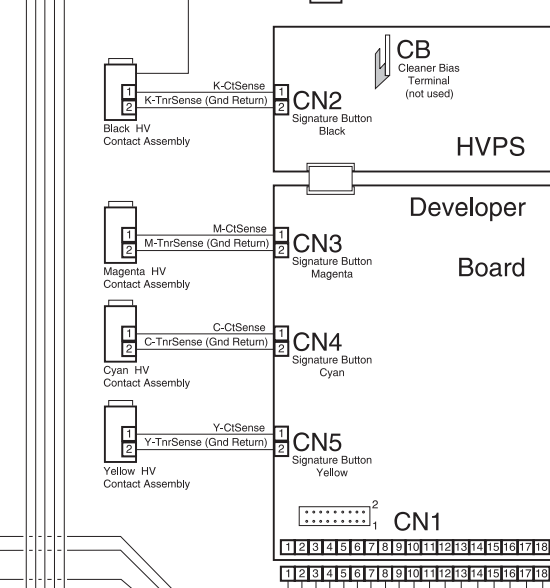 CB
Cleaner Bias
Terminal
(not used)
K-CtSense
1 1
K-TnrSense (Gnd Return)
2 2
CN2
Signature Button
Black
Black HV
Contact Assembly
HVPS
Developer
Board
M-CtSense
1 1
M-TnrSense (Gnd Return)
2 2
CN3
Signature Button
Magenta
Magenta HV
Contact Assembly
C-CtSense
1 1
C-TnrSense (Gnd Return)
2 2
CN4
Signature Button
Cyan
Cyan HV
Contact Assembly
Y-CtSense
1 1
Y-TnrSense (Gnd Return)
2 2
CN5
Signature Button
Yellow
Yellow HV
Contact Assembly
2
1
CN1
1 2 3 4 5 6 7 8 9 10 11 12 13 14 15 16 17 18
1 2 3 4 5 6 7 8 9 10 11 12 13 14 15 16 17 18